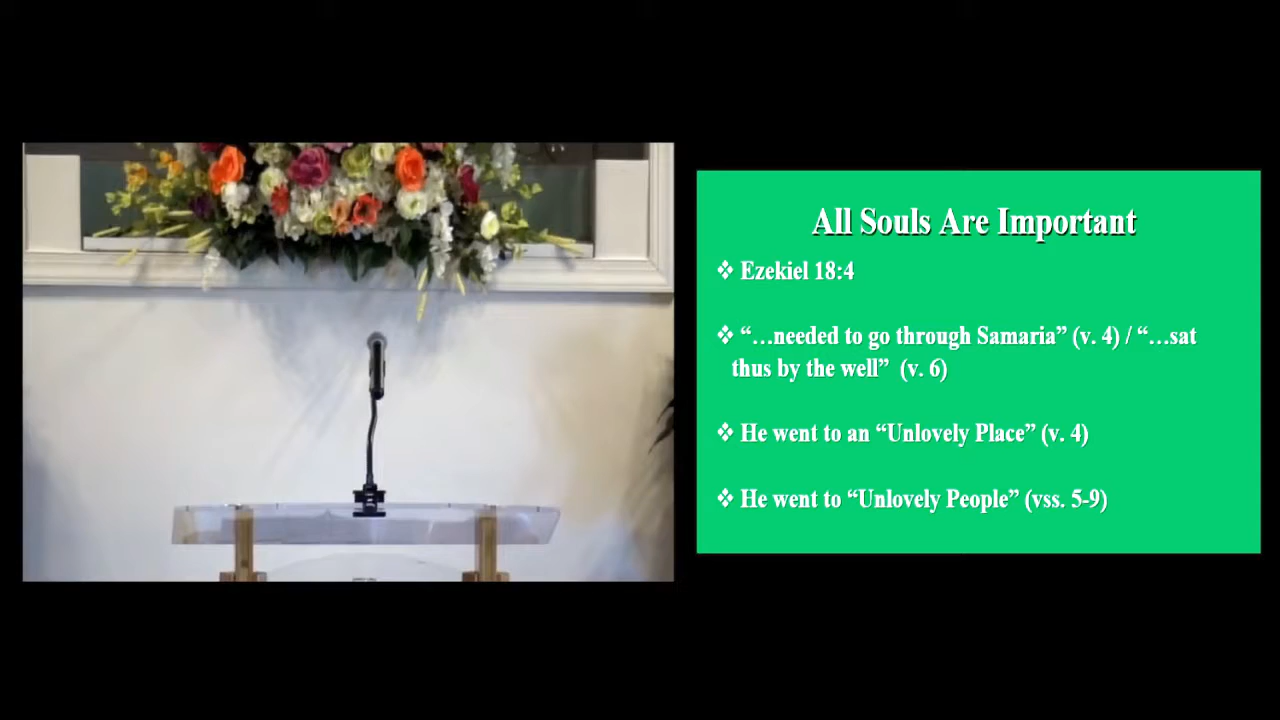 All Souls Are Important
❖ Ezekiel 18:4
❖ “…needed to go through Samaria” (v. 4) / “…sat
thus by the well” (v. 6)
❖ He went to an “Unlovely Place” (v. 4)
❖ He went to “Unlovely People” (vss. 5-9)